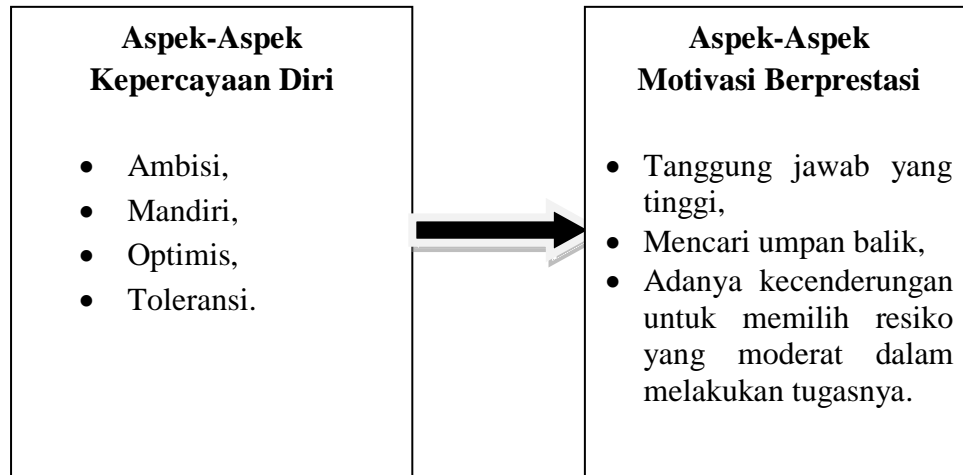 Aspek-Aspek
Kepercayaan Diri
• Ambisi,
• Mandiri,
• Optimis,
• Toleransi.
Aspek-Aspek
Motivasi Berprestasi
• Tanggung jawab yang
tinggi,
• Mencari umpan balik,
• Adanya kecenderungan
untuk memilih resiko
yang moderat dalam
melakukan tugasnya.